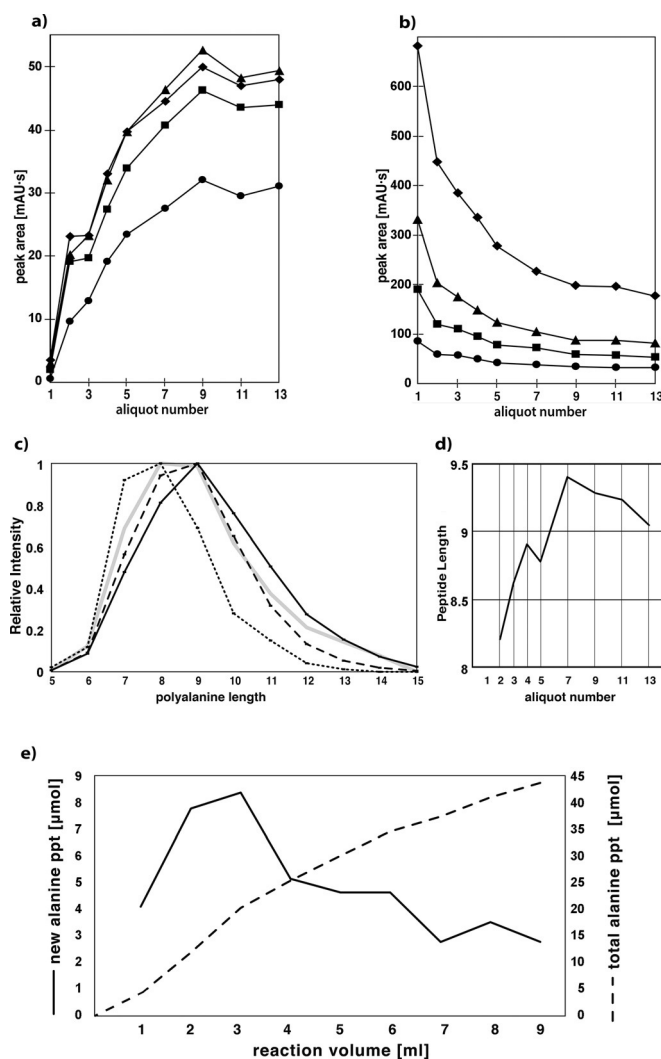 a)
peak area [mAU·s]
50
40
30
20
10
0
1 3 5 7 9 11 13
aliquot number
b)
peak area [mAU·s]
600
500
400
300
200
100
0
1 3 5 7 9 11 13
aliquot number
c)
Relative Intensity
1
0.8
0.6
0.4
0.2
0
5 6 7 8 9 10 11 12 13 14 15
polyalanine length
d)
Peptide Length
9.5
9
8.5
8
1 2 3 4 5 7 9 11 13
aliquot number
e)
new alanine ppt [µmol]
9
8
7
6
5
4
3
2
1
0
1 2 3 4 5 6 7 8 9
reaction volume [ml]
45
40
35
30
25
20
15
10
5
0
total alanine ppt [µmol]